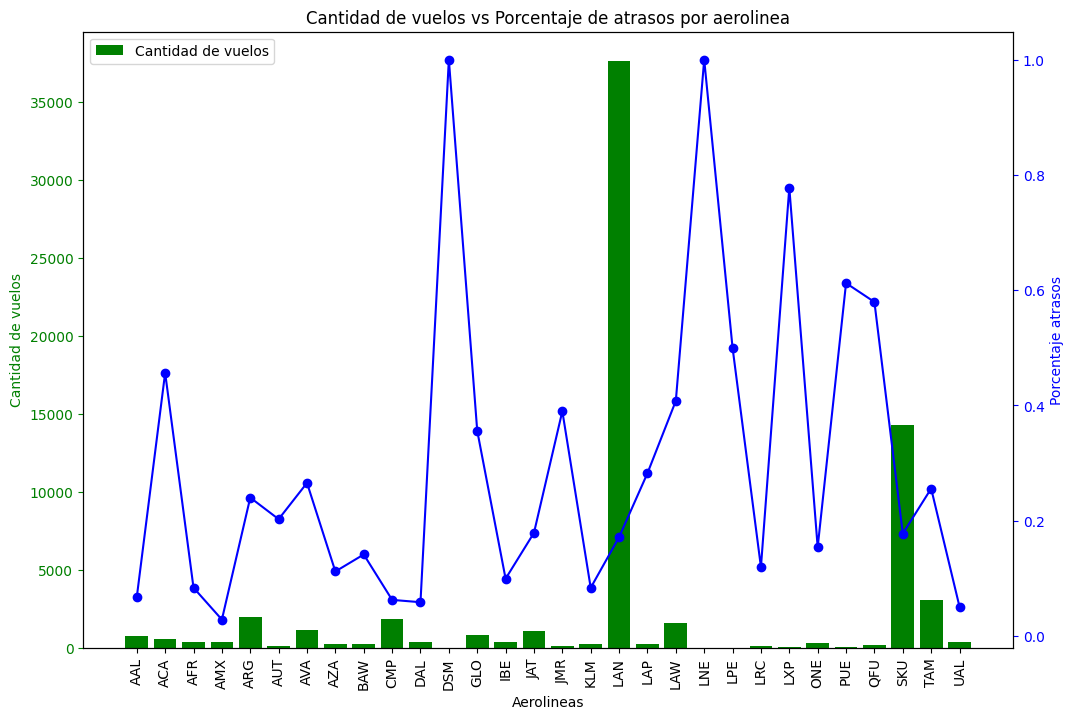 Cantidad de vuelos vs Porcentaje de atrasos por aerolinea
Cantidad de vuelos
35000
30000
25000
20000
15000
10000
5000
0
Cantidad de vuelos
1.0
0.8
0.6
0.4
0.2
0.0
Porcentaje atrasos
AAL
ACA
AFR
AMX
ARG
AUT
AVA
AZA
BAW
CMP
DAL
DSM
GLO
IBE
JAT
JMR
KLM
LAN
LAP
LAW
LNE
LPE
LRC
LXP
ONE
PUE
QFU
SKU
TAM
UAL
Aerolineas